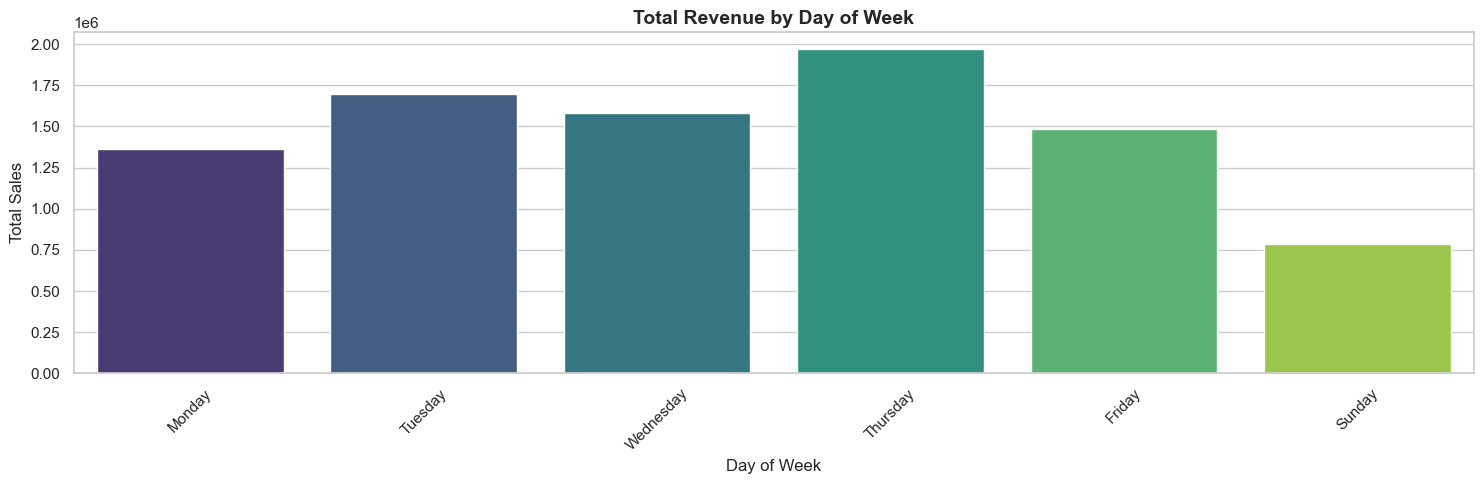 Total Revenue by Day of Week
1e6
2.00
1.75
1.50
1.25
1.00
0.75
0.50
0.25
0.00
Total Sales
Monday
Tuesday
Wednesday
Thursday
Friday
Sunday
Day of Week